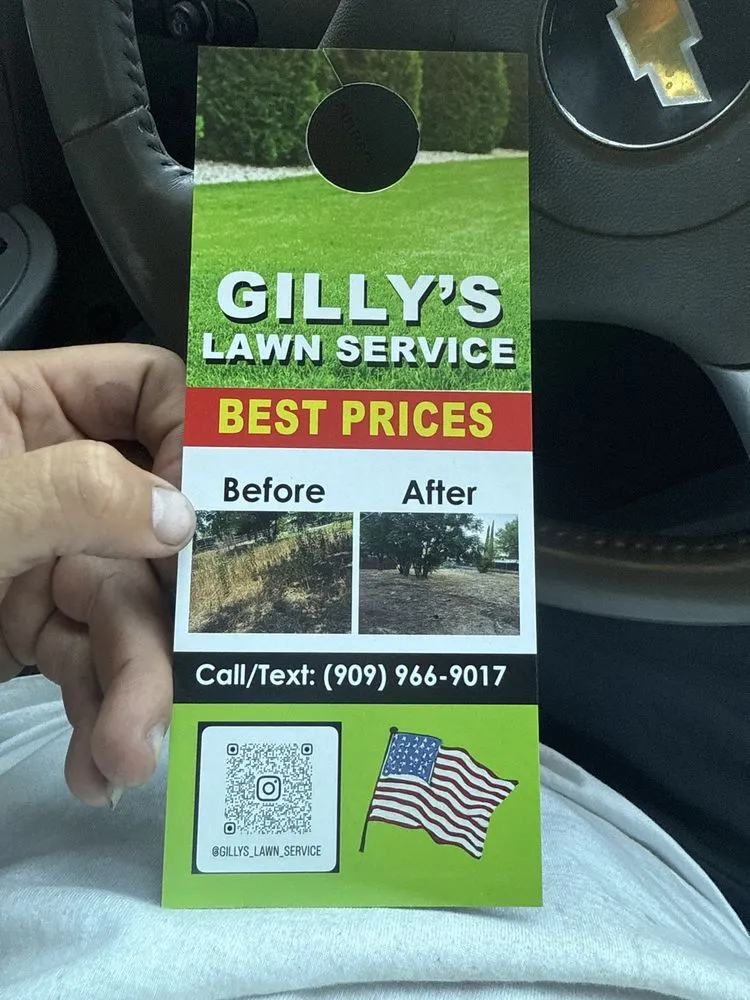 GILLY'S
LAWN SERVICE
BEST PRICES
Before After
Call/Text: (909) 966-9017
@GILLYS_LAWN_SERVICE